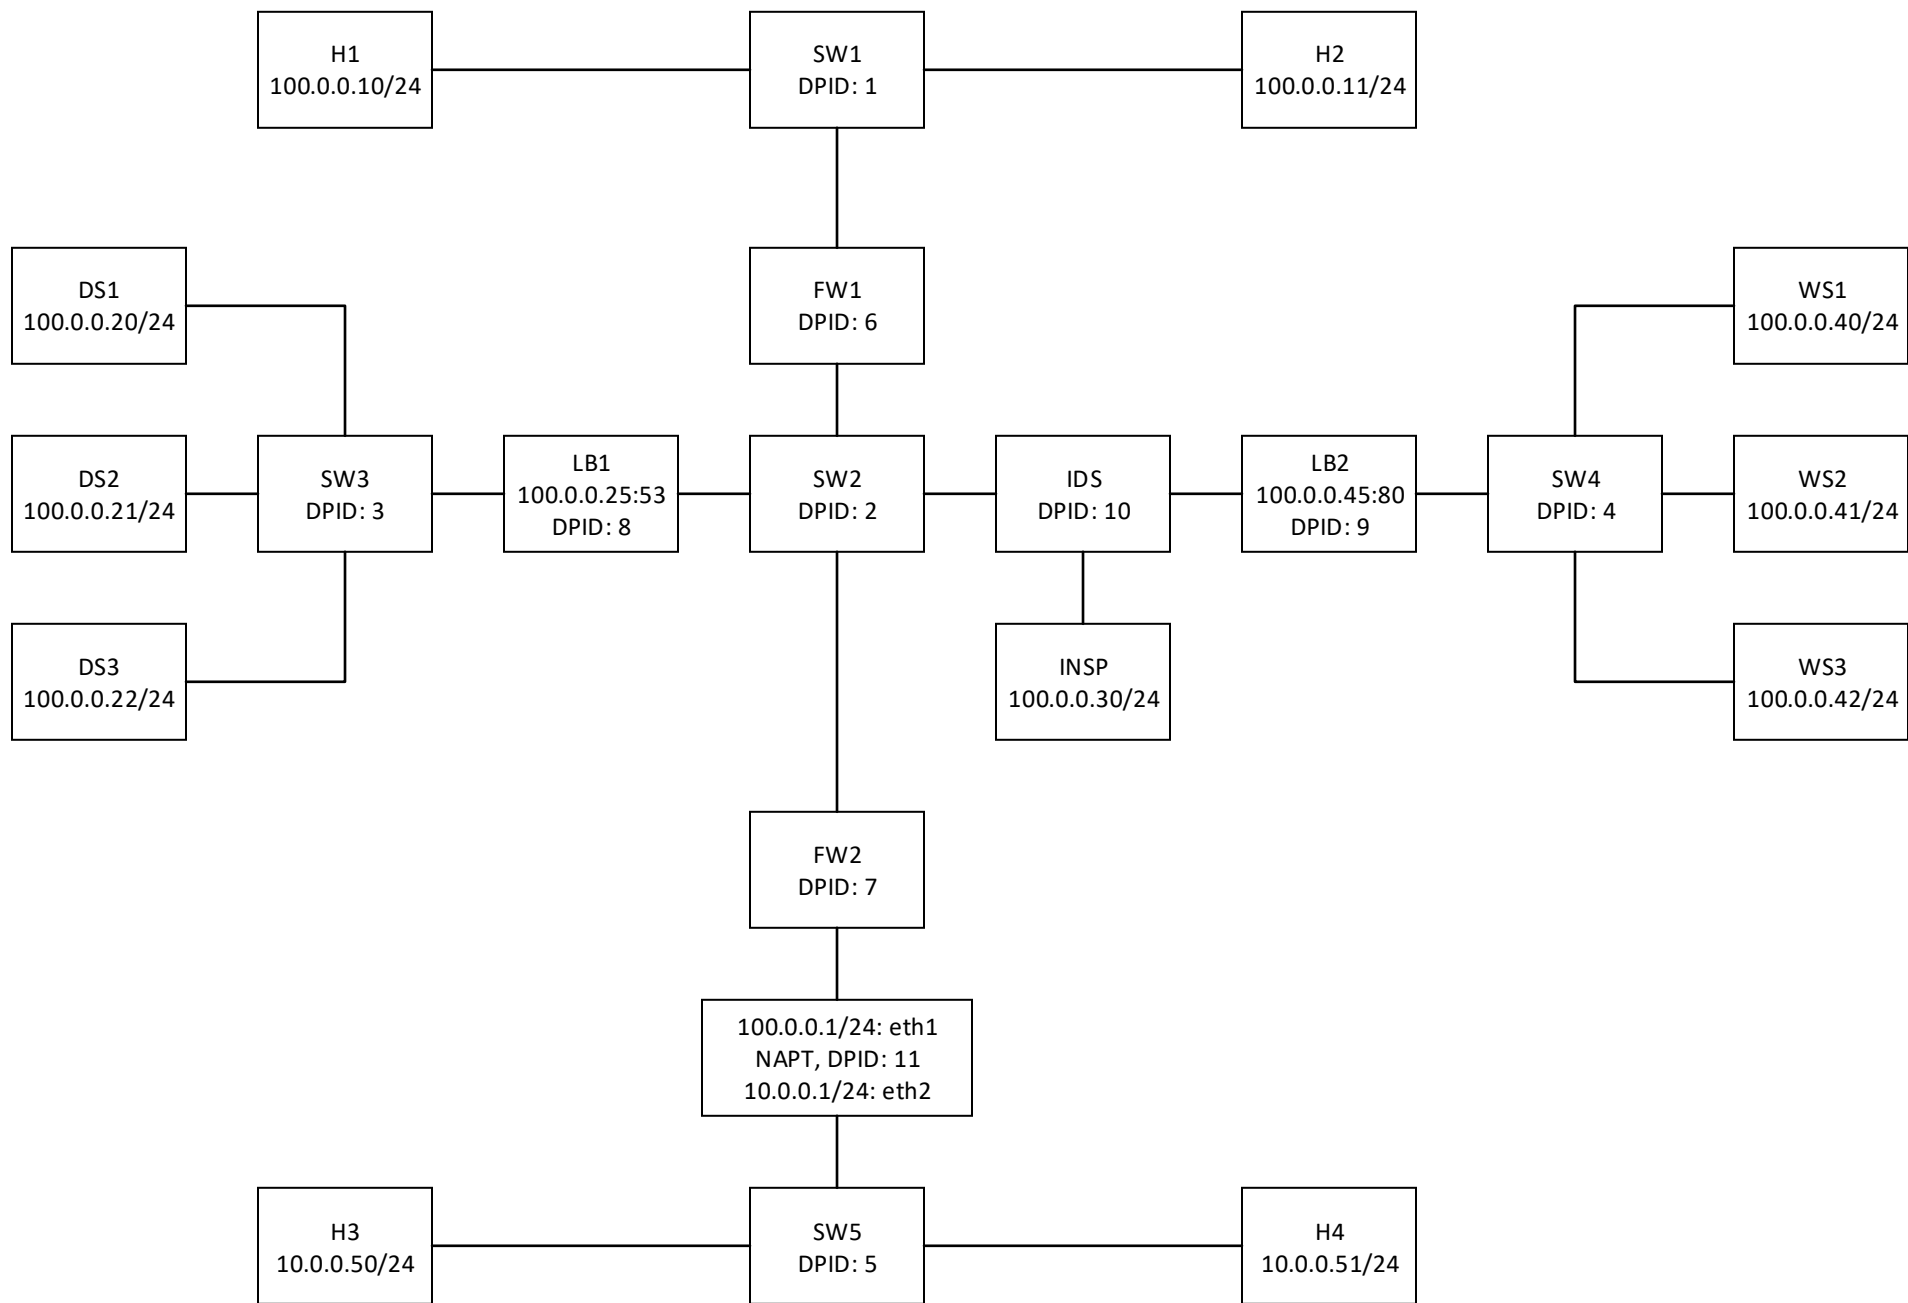 H1
100.0.0.10/24
SW1
DPID: 1
H2
100.0.0.11/24
DS1
100.0.0.20/24
FW1
DPID: 6
WS1
100.0.0.40/24
DS2
100.0.0.21/24
SW3
DPID: 3
LB1
100.0.0.25:53
DPID: 8
SW2
DPID: 2
IDS
DPID: 10
LB2
100.0.0.45:80
DPID: 9
SW4
DPID: 4
WS2
100.0.0.41/24
DS3
100.0.0.22/24
INSP
100.0.0.30/24
WS3
100.0.0.42/24
FW2
DPID: 7
100.0.0.1/24: eth1
NAPT, DPID: 11
10.0.0.1/24: eth2
H3
10.0.0.50/24
SW5
DPID: 5
H4
10.0.0.51/24